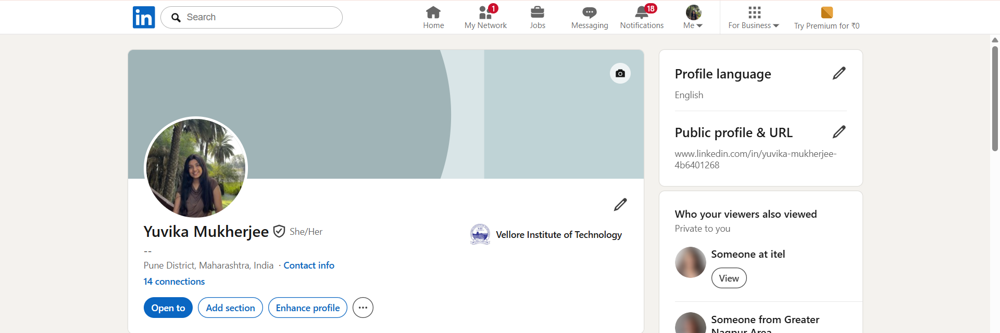 in
Search
Home
1
My Network
Jobs
Messaging
18
Notifications
Me
For Business
Try Premium for ₹0
Profile language
English
Public profile & URL
www.linkedin.com/in/yuvika-mukherjee-
4b6401268
Yuvika Mukherjee She/Her
--
Pune District, Maharashtra, India · Contact info
14 connections
Open to
Add section
Enhance profile
VIT
Vellore Institute of Technology
Who your viewers also viewed
Private to you
Someone at itel
View
Someone from Greater
Nagpur Area